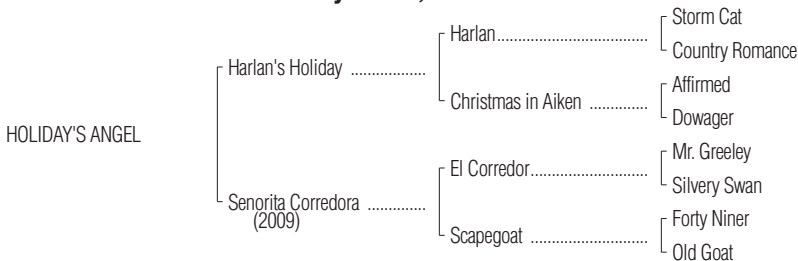 Storm Cat
Harlan..................................
Country Romance
Harlan's Holiday ..................
Affirmed
Christmas in Aiken ..............
Dowager
HOLIDAY'S ANGEL
Mr. Greeley
El Corredor............................
Silvery Swan
Senorita Corredora ..............
(2009)
Forty Niner
Scapegoat ............................
Old Goat